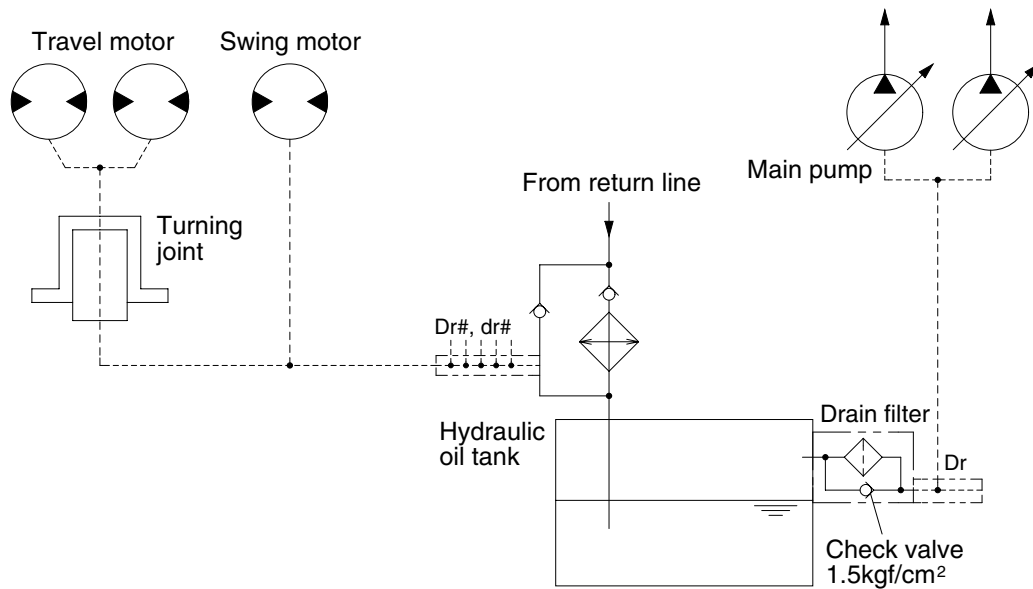 Travel motor
Swing motor
Main pump
From return line
Turning
joint
Dr#, dr#
Drain filter
Hydraulic
oil tank
Dr
Check valve
1.5kgf/cm²